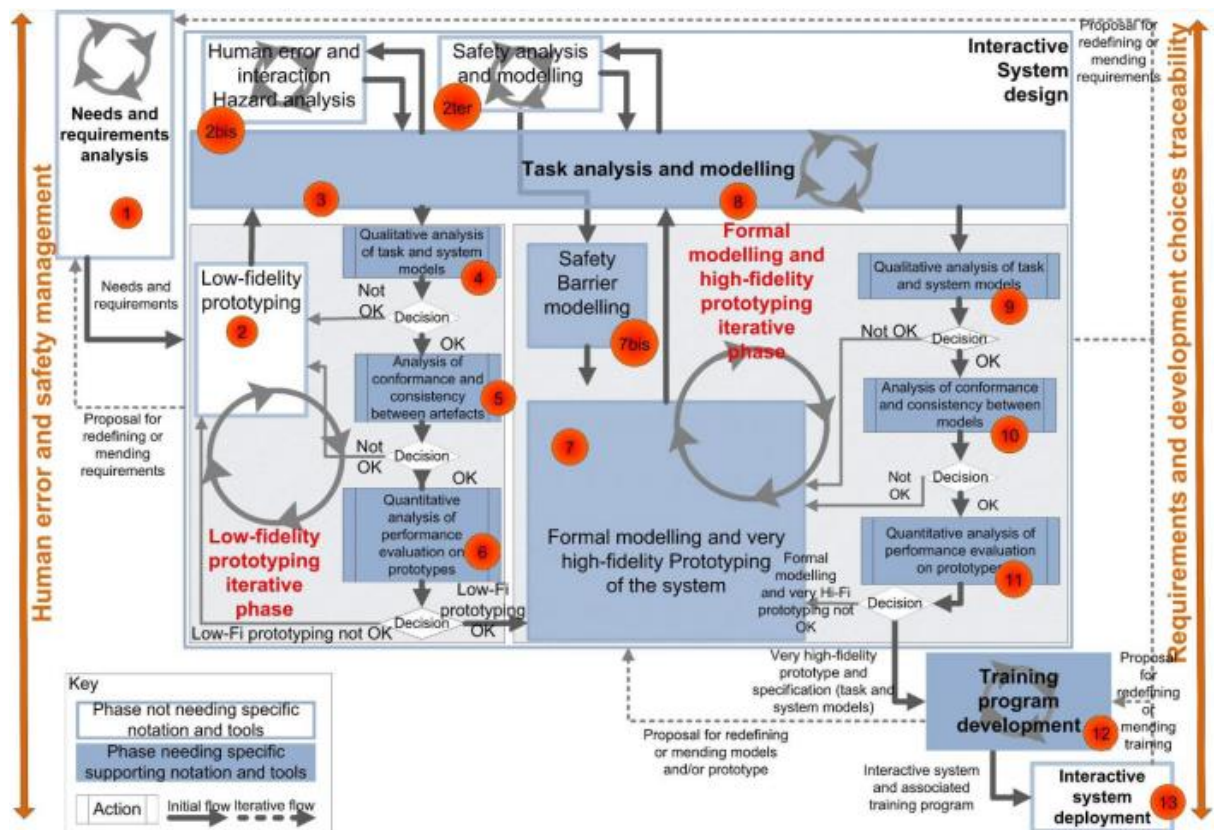 Human error and safety management
Requirements and development choices traceability
Needs and
requirements
analysis
1
Human error and
interaction
Hazard analysis
2bis
Safety analysis
and modelling
2ter
Interactive
System
design
Proposal for
redefining or
mending
requirements
Task analysis and modelling
3
8
Needs and
requirements
Low-fidelity
prototyping
2
Qualitative analysis
of task and system
models
4
Not
OK
Decision
OK
Analysis of
conformance and
consistency
between artefacts
5
Not
OK
Decision
OK
Quantitative
analysis of
performance
evaluation on
prototypes
6
Low-fidelity
prototyping
iterative
phase
Proposal for
redefining or
mending
requirements
Low-Fi prototyping not OK
Decision
Low-Fi
prototyping
OK
Safety
Barrier
modelling
7bis
Formal
modelling and
high-fidelity
prototyping
iterative
phase
7
Formal modelling and very
high-fidelity Prototyping
of the system
Qualitative analysis of task
and system models
9
Not OK
Decision
OK
Analysis of conformance
and consistency between
models
10
Not
OK
Decision
OK
Quantitative analysis of
performance evaluation
on prototypes
11
Formal
modelling
and very Hi-Fi
prototyping not
OK
Decision
Very high-fidelity
prototype and
specification (task and
system models)
Training
program
development
12
Proposal
for
redefining
or
mending
training
Proposal for redefining
or mending models
and/or prototype
Interactive system
and associated
training program
Interactive
system
deployment
13
Key
Phase not needing specific
notation and tools
Phase needing specific
supporting notation and tools
Action
Initial flow
Iterative flow